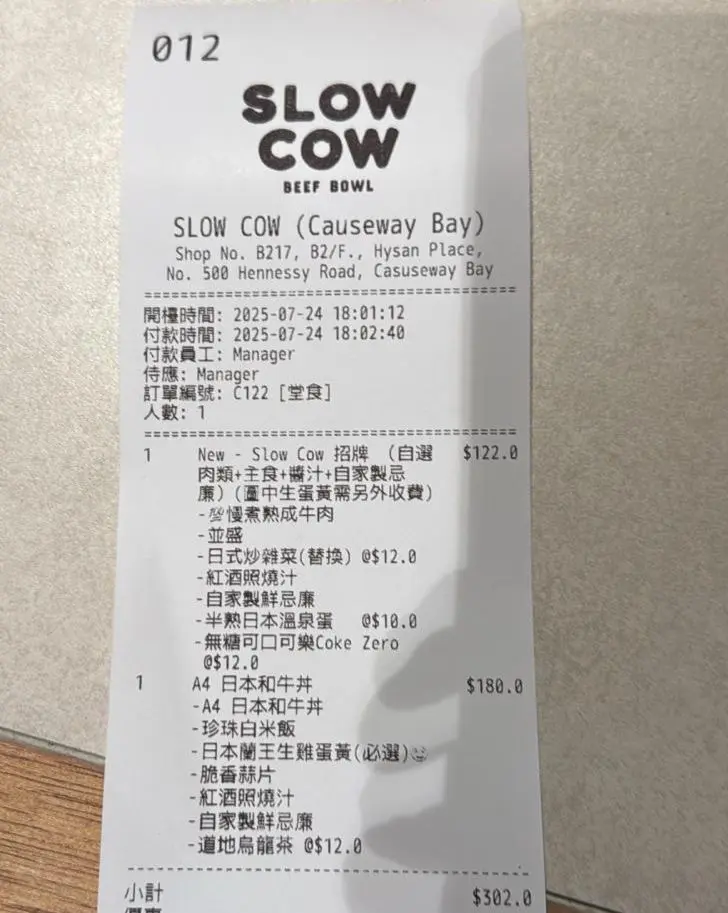 012
SLOW
COW
BEEF BOWL
SLOW COW (Causeway Bay)
Shop No. B217, B2/F., Hysan Place,
No. 500 Hennessy Road, Casuseway Bay
開檯時間: 2025-07-24 18:01:12
付款時間: 2025-07-24 18:02:40
付款員工: Manager
侍應: Manager
訂單編號: C122 [堂食]
人數: 1
1 New - Slow Cow 招牌 (自選 $122.0
肉類+主食+醬汁+自家製忌
廉) (圖中生蛋黃需另外收費)
-慢煮熟成牛肉
-並盛
-日式炒雜菜(替換) @$12.0
-紅酒照燒汁
-自家製鮮忌廉
-半熟日本溫泉蛋 @$10.0
-無糖可口可樂Coke Zero
@$12.0
1 A4 日本和牛丼 $180.0
-A4 日本和牛丼
-珍珠白米飯
-日本蘭王生雞蛋黃(必選)
-脆香蒜片
-紅酒照燒汁
-自家製鮮忌廉
-道地烏龍茶 @$12.0
小計 $302.0